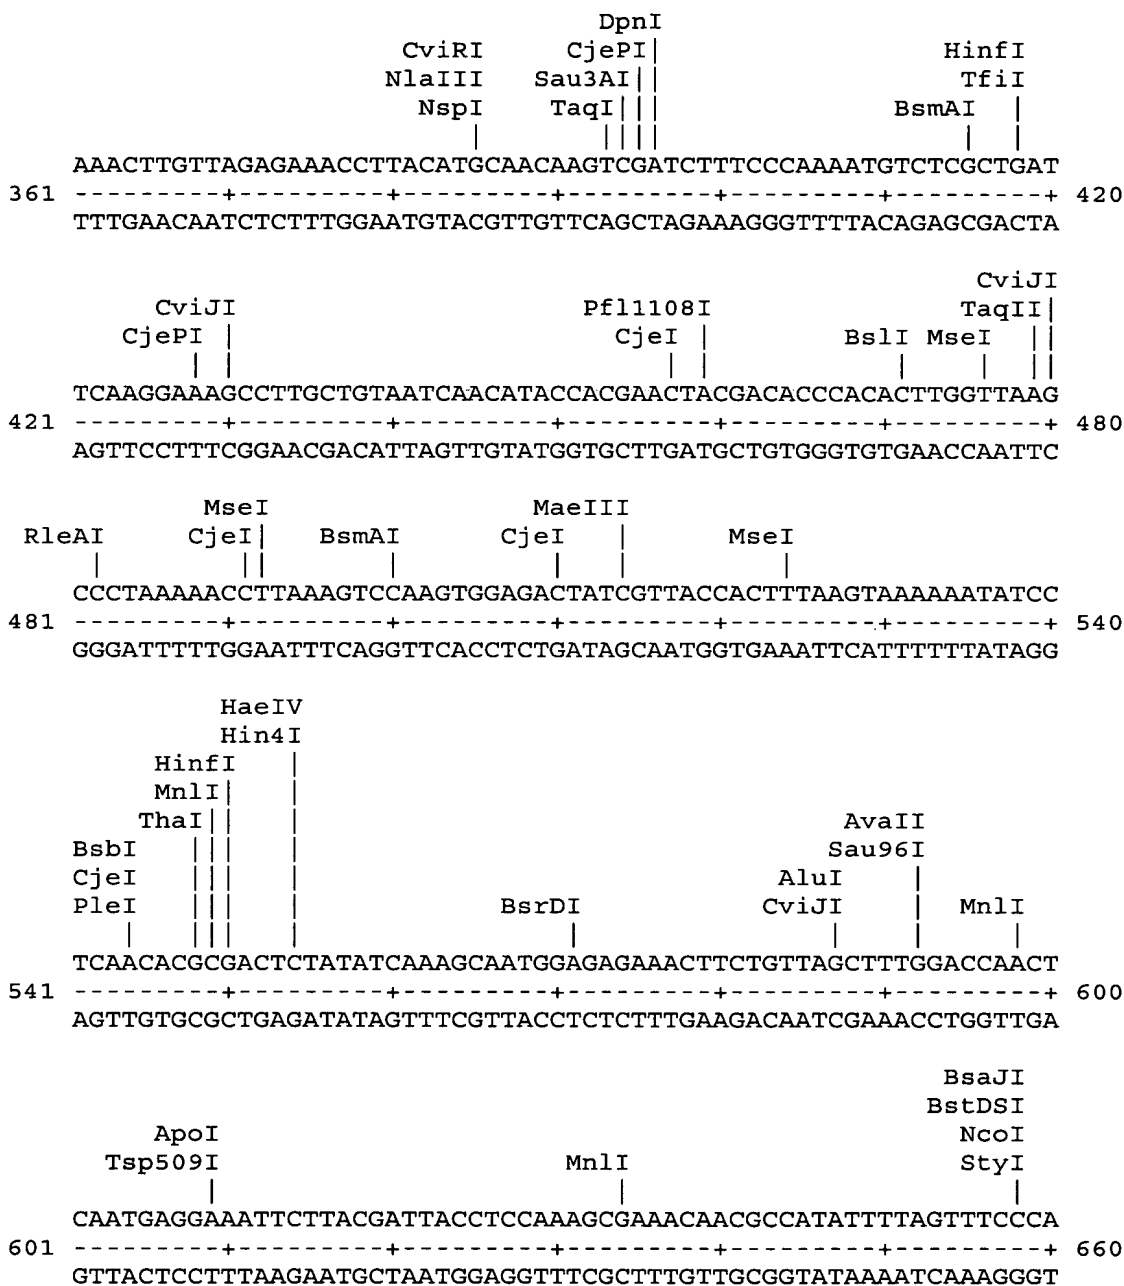 DpnI
CviRI CjePI HinfI
NlaIII Sau3AI TfiI
NspI TaqI BsmAI
AAACTTGTTAGAGAAACCTTACATGCAACAAGTCGATCTTTCCCAAAATGTCTCGCTGAT
361 ---------+---------+---------+---------+---------+---------+ 420
TTTGAACAATCTCTTTGGAATGTACGTTGTTCAGCTAGAAAGGGTTTTACAGAGCGACTA
CviJI
CviJI Pfl1108I TaqII
CjePI CjeI BslI MseI
TCAAGGAAAGCCTTGCTGTAATCAACATACCACGAACTACGACACCCACACTTGGTTAAG
421 ---------+---------+---------+---------+---------+---------+ 480
AGTTCCTTTCGGAACGACATTAGTTGTATGGTGCTTGATGCTGTGGGTGTGAACCAATTC
MseI MaeIII
RleAI CjeI BsmAI CjeI MseI
CCCTAAAAACCTTAAAGTCCAAGTGGAGACTATCGTTACCACTTTAAGTAAAAAATATCC
481 ---------+---------+---------+---------+---------+---------+ 540
GGGATTTTTGGAATTTCAGGTTCACCTCTGATAGCAATGGTGAAATTCATTTTTTATAGG
HaeIV
Hin4I
HinfI
MnlI
ThaI AvaII
BsbI Sau96I
CjeI AluI
PleI BsrDI CviJI MnlI
TCAACACGCGACTCTATATCAAAGCAATGGAGAGAAACTTCTGTTAGCTTTGGACCAACT
541 ---------+---------+---------+---------+---------+---------+ 600
AGTTGTGCGCTGAGATATAGTTTCGTTACCTCTCTTTGAAGACAATCGAAACCTGGTTGA
BsaJI
BstDSI
ApoI NcoI
Tsp509I MnlI StyI
CAATGAGGAAATTCTTACGATTACCTCCAAAGCGAAACAACGCCATATTTTAGTTTCCCA
601 ---------+---------+---------+---------+---------+---------+ 660
GTTACTCCTTTAAGAATGCTAATGGAGGTTTCGCTTTGTTGCGGTATAAAATCAAAGGGT